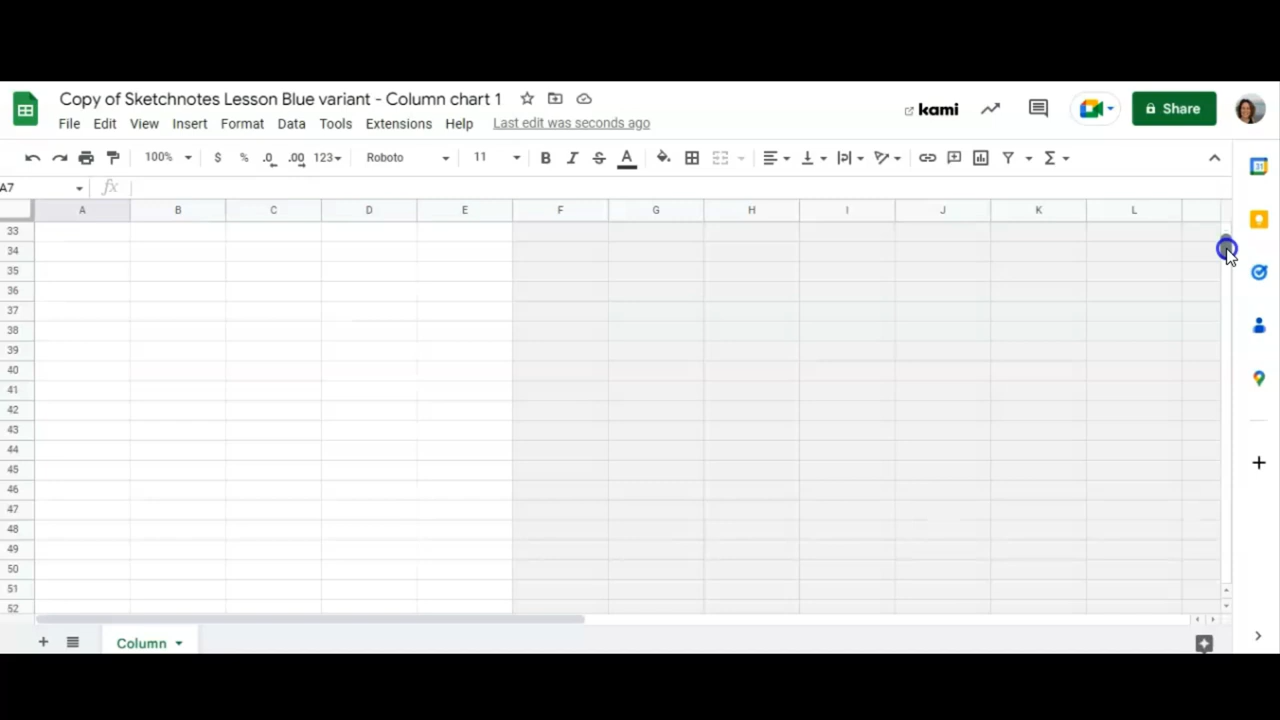 Copy of Sketchnotes Lesson Blue variant - Column chart 1
kami
Share
File Edit View Insert Format Data Tools Extensions Help Last edit was seconds ago
100% $ % .0 .00 123 Roboto 11 B I S A
A7 fx
A B C D E F G H I J K L
33
34
35
36
37
38
39
40
41
42
43
44
45
46
47
48
49
50
51
52
Column